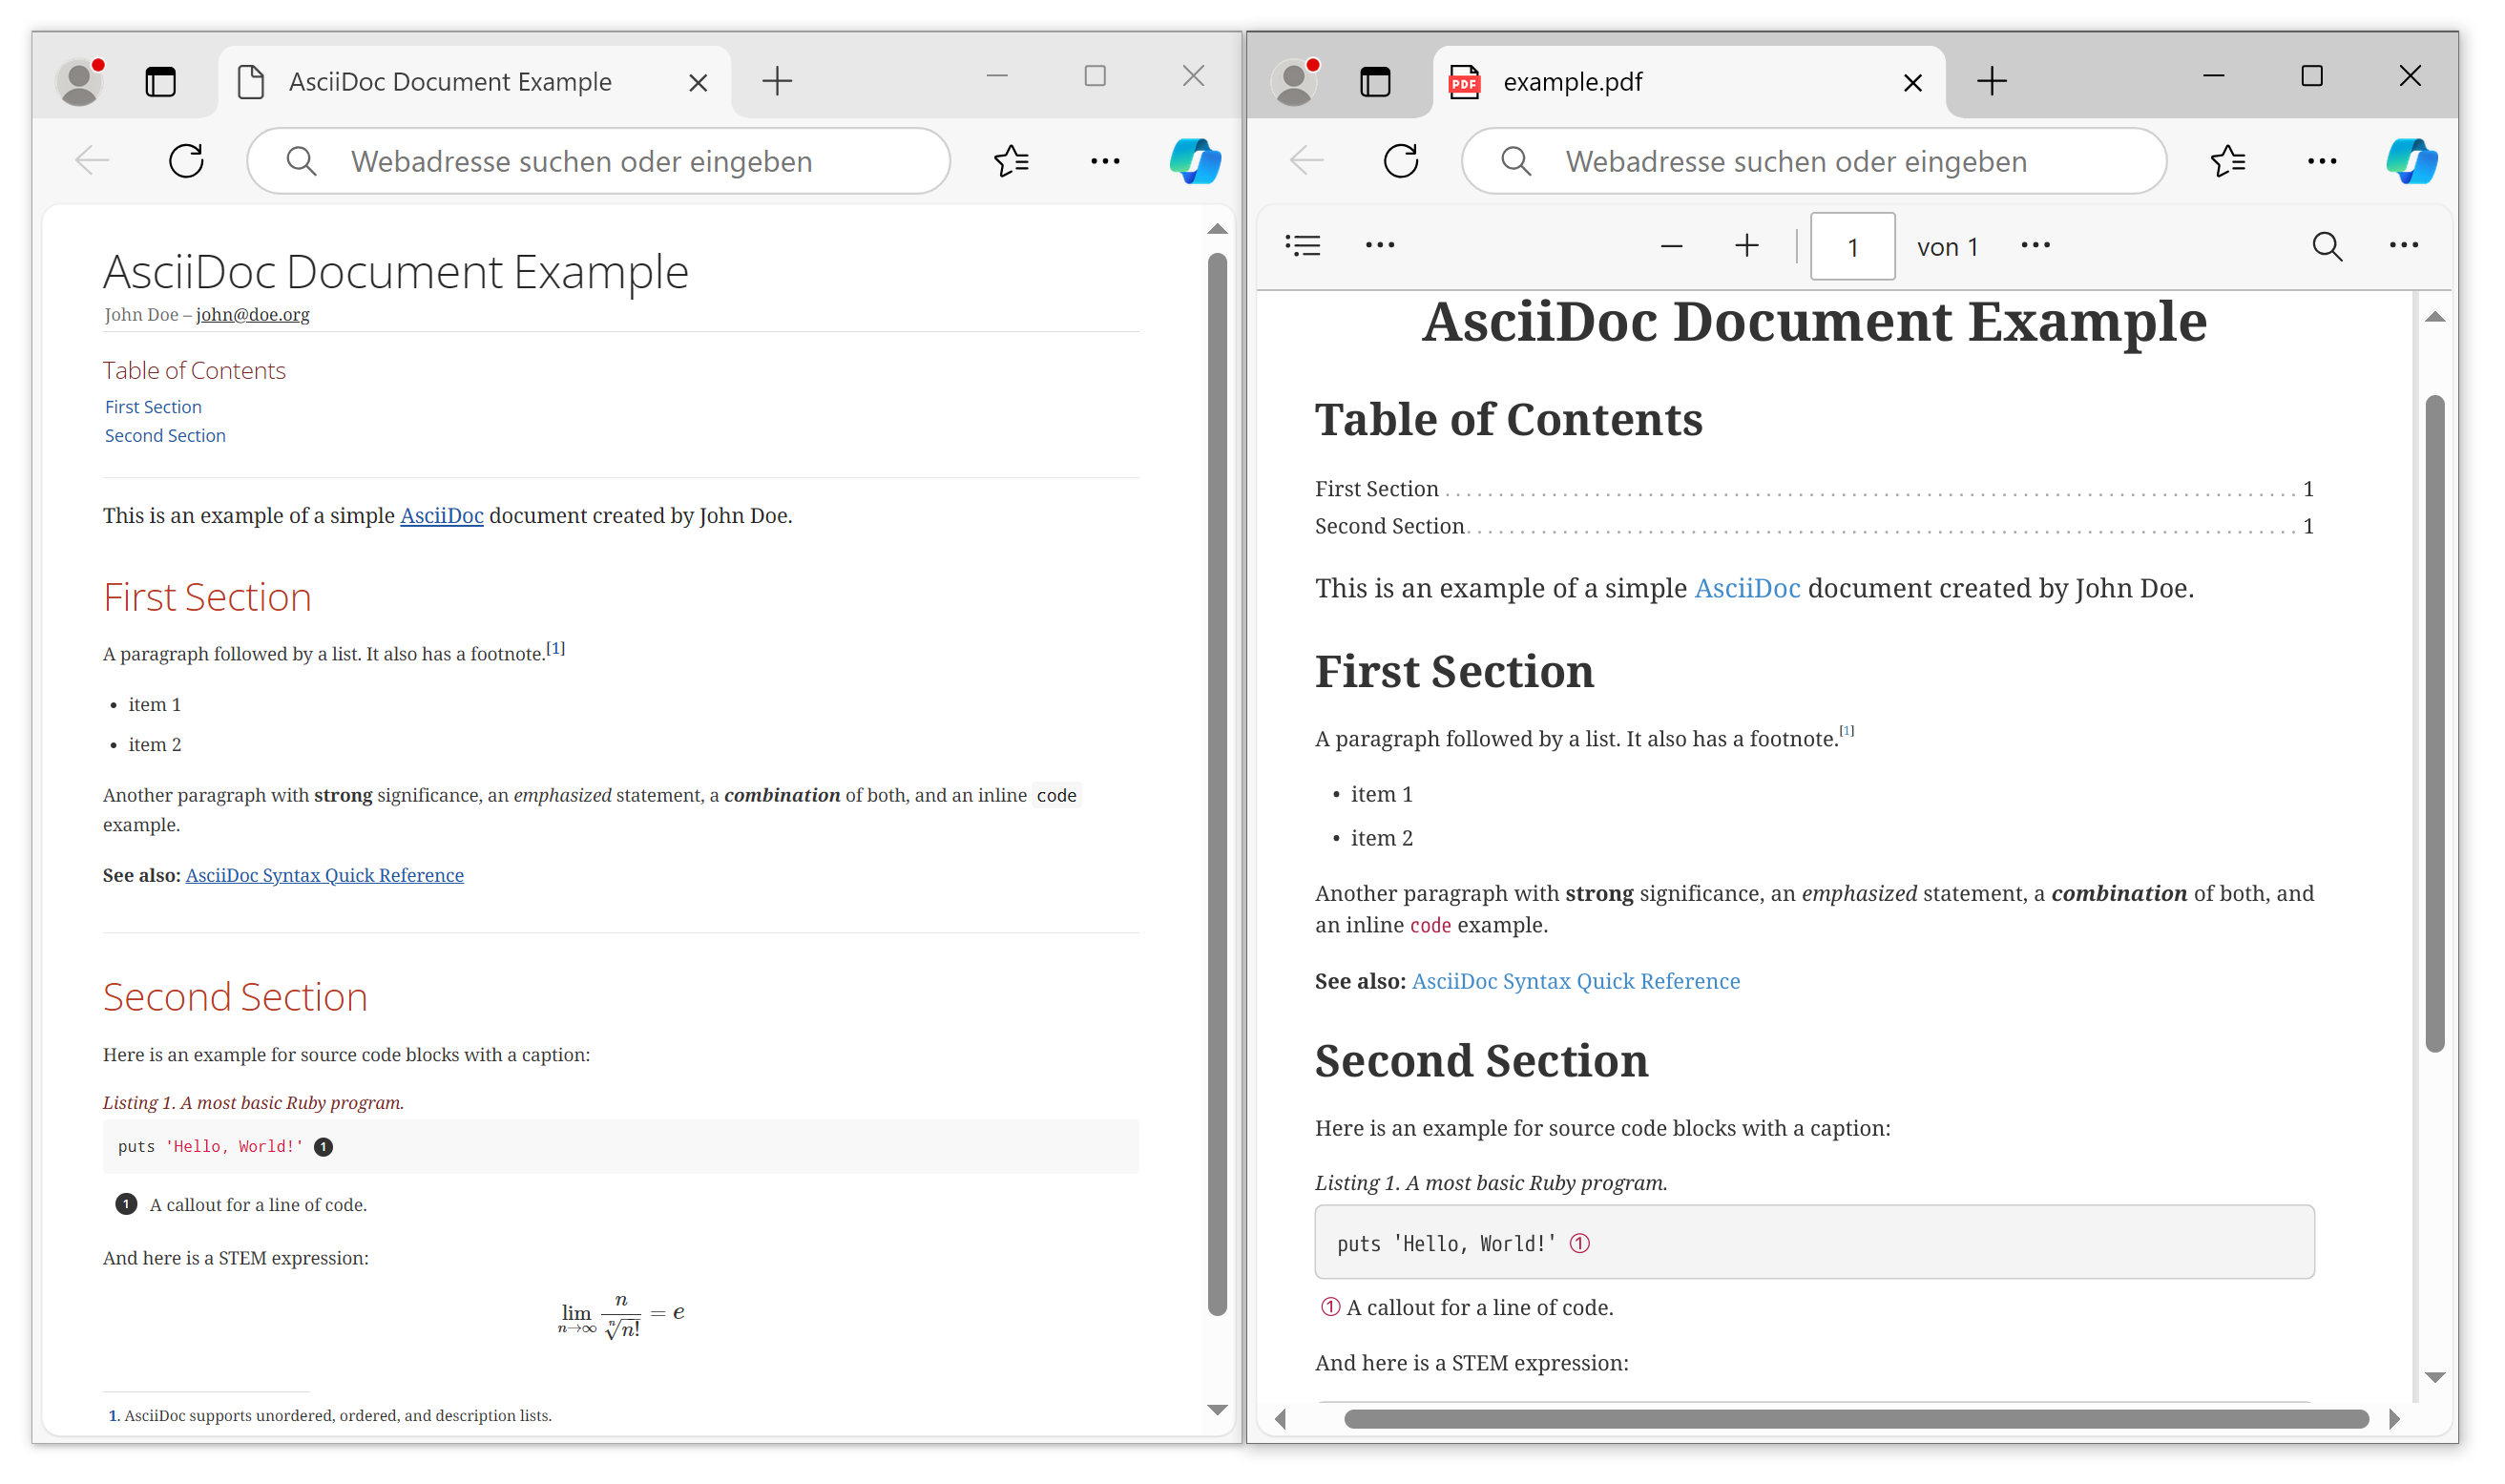 AsciiDoc Document Example
Webadresse suchen oder eingeben
AsciiDoc Document Example
John Doe – john@doe.org
Table of Contents
First Section
Second Section
This is an example of a simple AsciiDoc document created by John Doe.
First Section
A paragraph followed by a list. It also has a footnote.[1]
• item 1
• item 2
Another paragraph with strong significance, an emphasized statement, a combination of both, and an inline code
example.
See also: AsciiDoc Syntax Quick Reference
Second Section
Here is an example for source code blocks with a caption:
Listing 1. A most basic Ruby program.
puts 'Hello, World!' 1
1 A callout for a line of code.
And here is a STEM expression:
lim n→∞ n / ⁿ√n! = e
1. AsciiDoc supports unordered, ordered, and description lists.
PDF example.pdf
Webadresse suchen oder eingeben
1 von 1
AsciiDoc Document Example
Table of Contents
First Section . . . . . . . . . . . . . . . . . . . . . . . . . . . . . . . . . . . . . . . . 1
Second Section . . . . . . . . . . . . . . . . . . . . . . . . . . . . . . . . . . . . . . . . 1
This is an example of a simple AsciiDoc document created by John Doe.
First Section
A paragraph followed by a list. It also has a footnote.[1]
• item 1
• item 2
Another paragraph with strong significance, an emphasized statement, a combination of both, and
an inline code example.
See also: AsciiDoc Syntax Quick Reference
Second Section
Here is an example for source code blocks with a caption:
Listing 1. A most basic Ruby program.
puts 'Hello, World!' ①
① A callout for a line of code.
And here is a STEM expression: